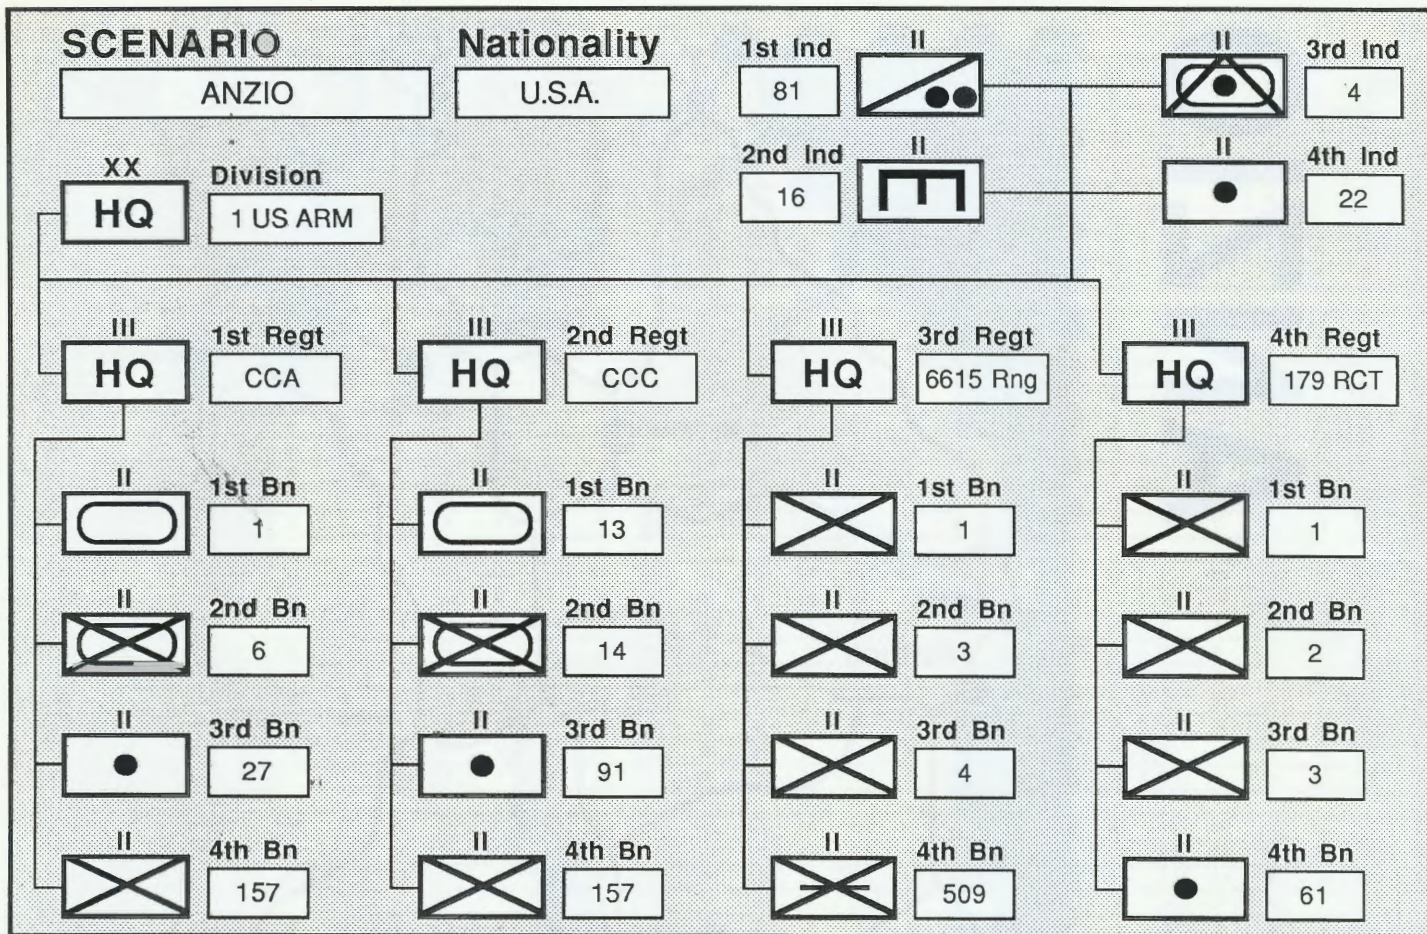 SCENARIO Nationality
ANZIO U.S.A.
1st Ind II II 3rd Ind
81 4
2nd Ind II II 4th Ind
16 E 22
XX Division
HQ 1 US ARM
III 1st Regt III 2nd Regt III 3rd Regt III 4th Regt
HQ CCA HQ CCC HQ 6615 Rng HQ 179 RCT
II 1st Bn II 1st Bn II 1st Bn II 1st Bn
1 13 1 1
II 2nd Bn II 2nd Bn II 2nd Bn II 2nd Bn
6 14 3 2
II 3rd Bn II 3rd Bn II 3rd Bn II 3rd Bn
27 91 4 3
II 4th Bn II 4th Bn II 4th Bn II 4th Bn
157 157 509 61